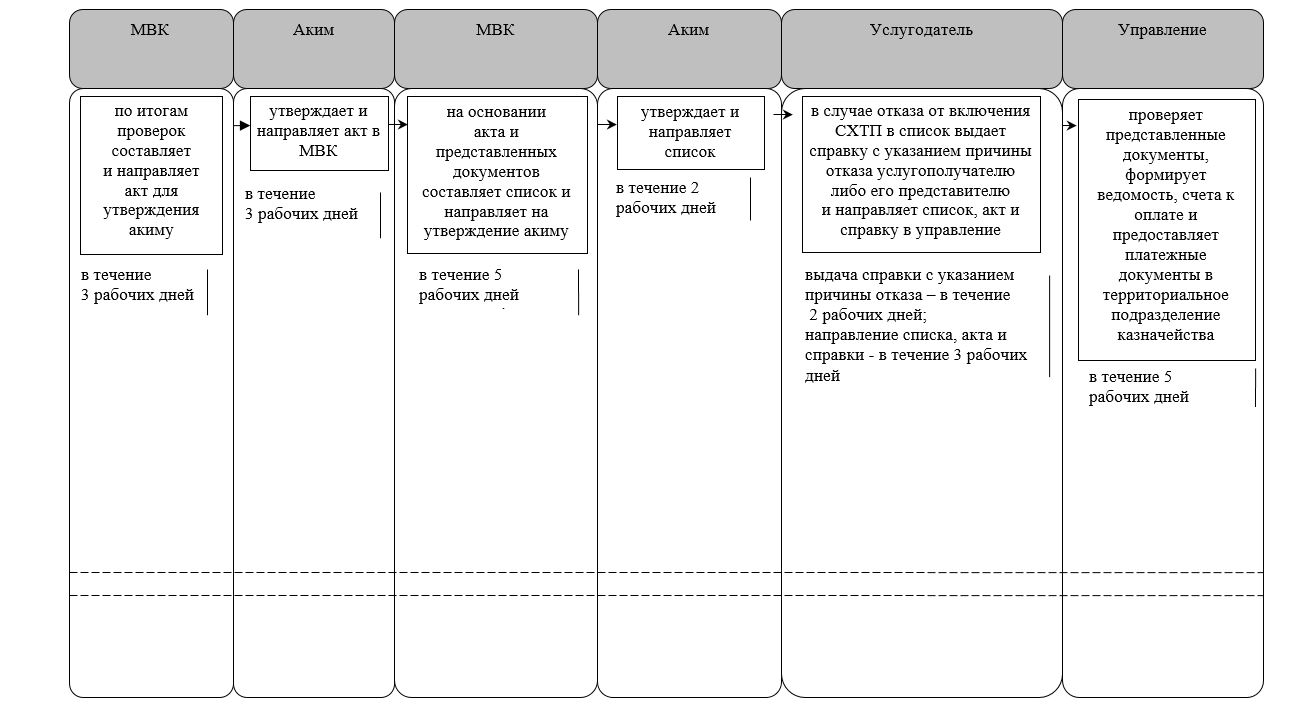 МВК
Аким
МВК
Аким
Услугодатель
Управление
по итогам
проверок
составляет
и направляет
акт для
утверждения
акиму
в течение
3 рабочих дней
утверждает и
направляет акт в
МВК
в течение
3 рабочих дней
на основании
акта и
представленных
документов
составляет список и
направляет на
утверждение акиму
в течение 5
рабочих дней
утверждает и
направляет
список
в течение 2
рабочих дней
в случае отказа от включения
СХТП в список выдает
справку с указанием причины
отказа услугополучателю
либо его представителю
и направляет список, акт и
справку в управление
выдача справки с указанием
причины отказа – в течение
2 рабочих дней;
направление списка, акта и
справки - в течение 3 рабочих
дней
проверяет
представленные
документы,
формирует
ведомость, счета к
оплате и
предоставляет
платежные
документы в
территориальное
подразделение
казначейства
в течение 5
рабочих дней